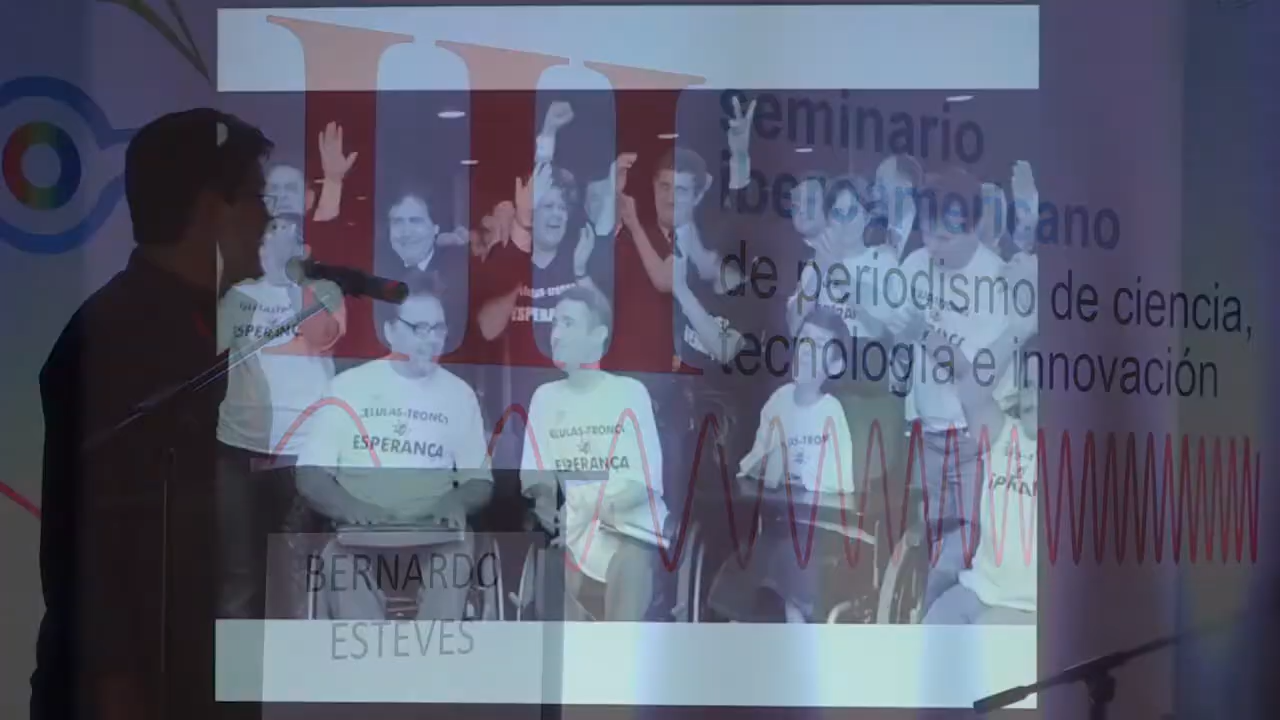 III
seminario
iberoamericano
de periodismo de ciencia,
tecnología e innovación
ESPERANÇA
CÉLULAS-TRONCO
ESPERANÇA
CÉLULAS-TRONCO
ESPERANÇA
BERNARDO
ESTEVES